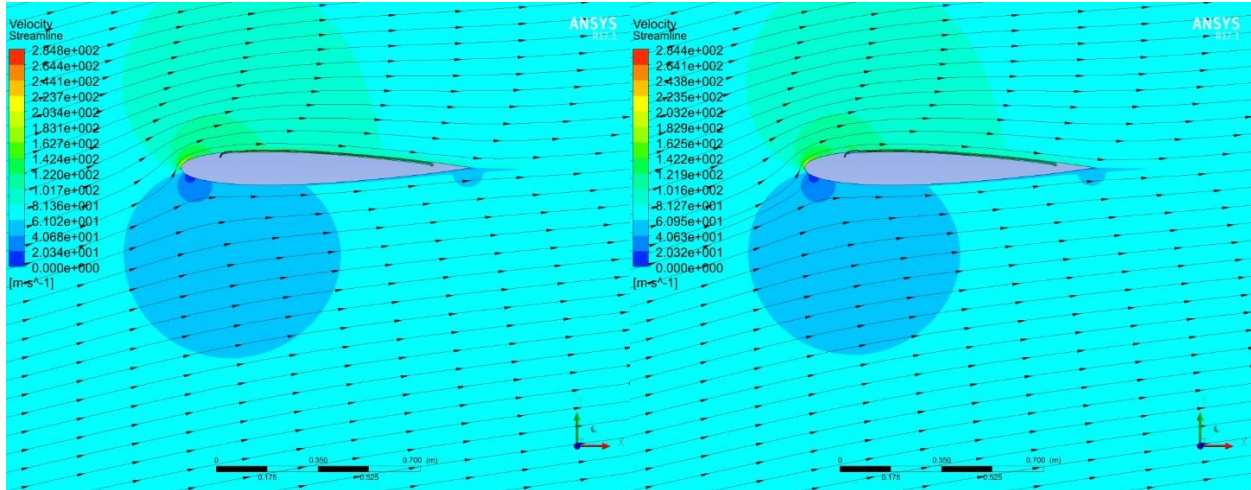 Velocity
Streamline
ANSYS
R17.1
2.848e+002
2.644e+002
2.441e+002
2.237e+002
2.034e+002
1.831e+002
1.627e+002
1.424e+002
1.220e+002
1.017e+002
8.136e+001
6.102e+001
4.068e+001
2.034e+001
0.000e+000
[m s^-1]
0 0.350 0.700 (m)
0.175 0.525
Y
X
Velocity
Streamline
ANSYS
R17.1
2.844e+002
2.641e+002
2.438e+002
2.235e+002
2.032e+002
1.829e+002
1.625e+002
1.422e+002
1.219e+002
1.016e+002
8.127e+001
6.095e+001
4.063e+001
2.032e+001
0.000e+000
[m s^-1]
0 0.350 0.700 (m)
0.175 0.525
Y
X